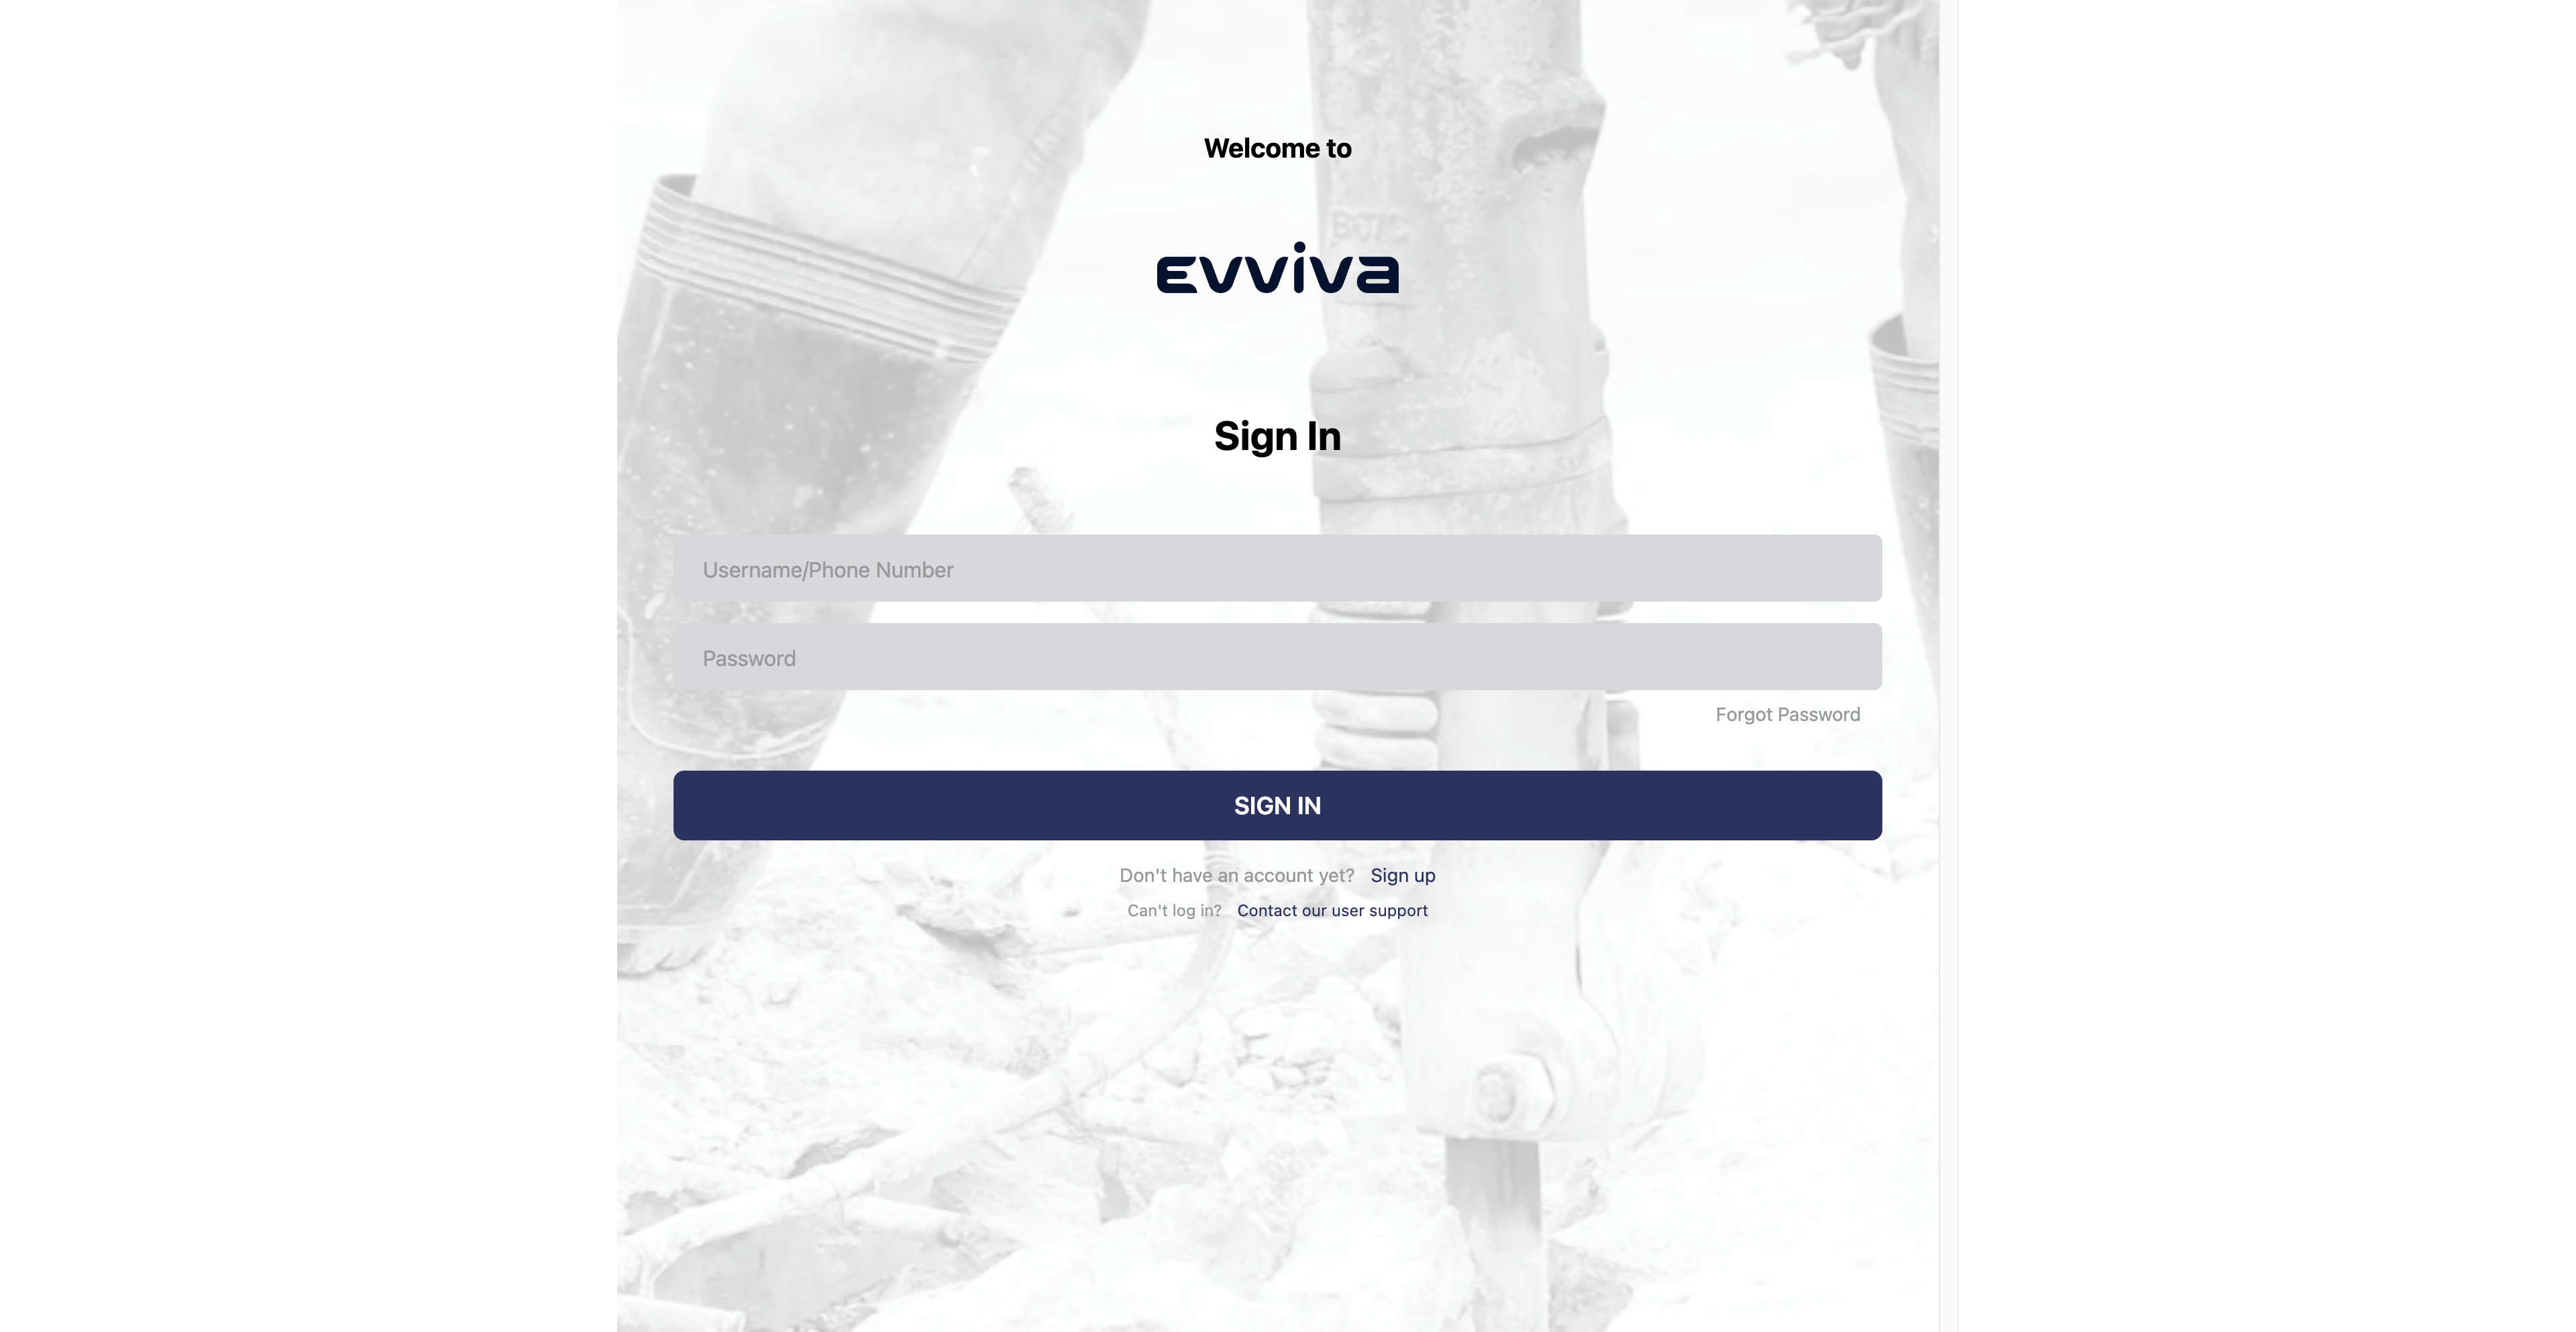 Welcome to
evviva
Sign In
Username/Phone Number
Password
Forgot Password
SIGN IN
Don't have an account yet? Sign up
Can't log in? Contact our user support